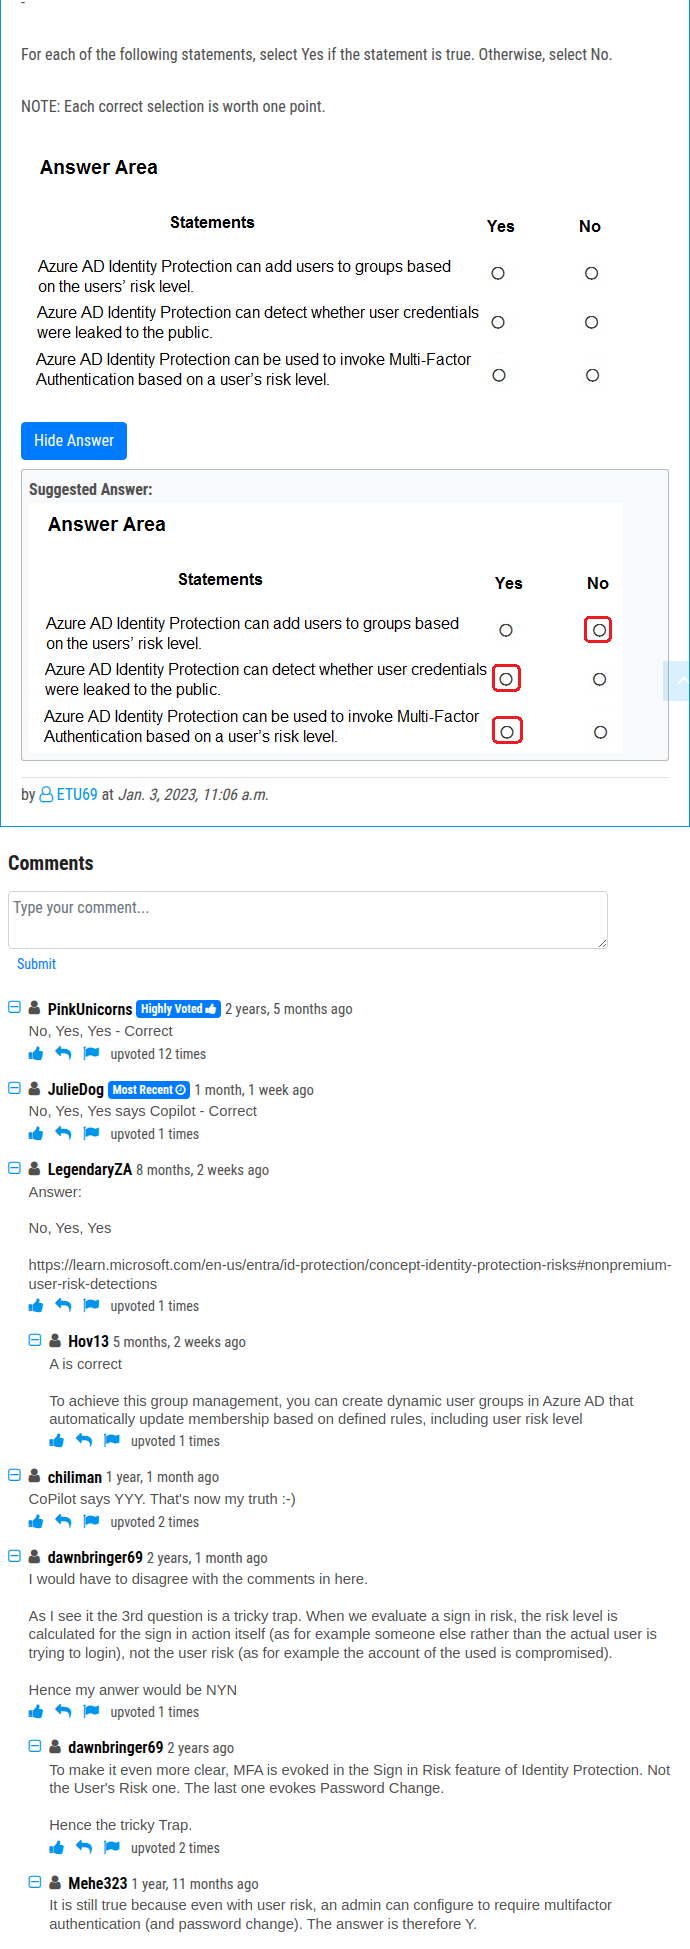 -
For each of the following statements, select Yes if the statement is true. Otherwise, select No.
NOTE: Each correct selection is worth one point.
Answer Area
Statements Yes No
Azure AD Identity Protection can add users to groups based
on the users' risk level.
Azure AD Identity Protection can detect whether user credentials
were leaked to the public.
Azure AD Identity Protection can be used to invoke Multi-Factor
Authentication based on a user's risk level.
Hide Answer
Suggested Answer:
Answer Area
Statements Yes No
Azure AD Identity Protection can add users to groups based
on the users' risk level.
Azure AD Identity Protection can detect whether user credentials
were leaked to the public.
Azure AD Identity Protection can be used to invoke Multi-Factor
Authentication based on a user's risk level.
by ETU69 at Jan. 3, 2023, 11:06 a.m.
Comments
Type your comment...
Submit
PinkUnicorns Highly Voted 2 years, 5 months ago
No, Yes, Yes - Correct
upvoted 12 times
JulieDog Most Recent 1 month, 1 week ago
No, Yes, Yes says Copilot - Correct
upvoted 1 times
LegendaryZA 8 months, 2 weeks ago
Answer:
No, Yes, Yes
https://learn.microsoft.com/en-us/entra/id-protection/concept-identity-protection-risks#nonpremium-
user-risk-detections
upvoted 1 times
Hov13 5 months, 2 weeks ago
A is correct
To achieve this group management, you can create dynamic user groups in Azure AD that
automatically update membership based on defined rules, including user risk level
upvoted 1 times
chiliman 1 year, 1 month ago
CoPilot says YYY. That's now my truth :-)
upvoted 2 times
dawnbringer69 2 years, 1 month ago
I would have to disagree with the comments in here.
As I see it the 3rd question is a tricky trap. When we evaluate a sign in risk, the risk level is
calculated for the sign in action itself (as for example someone else rather than the actual user is
trying to login), not the user risk (as for example the account of the used is compromised).
Hence my anwer would be NYN
upvoted 1 times
dawnbringer69 2 years ago
To make it even more clear, MFA is evoked in the Sign in Risk feature of Identity Protection. Not
the User's Risk one. The last one evokes Password Change.
Hence the tricky Trap.
upvoted 2 times
Mehe323 1 year, 11 months ago
It is still true because even with user risk, an admin can configure to require multifactor
authentication (and password change). The answer is therefore Y.